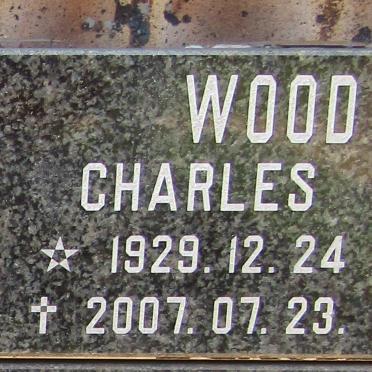 WOOD
CHARLES
☆ 1929. 12. 24
✝ 2007. 07. 23.